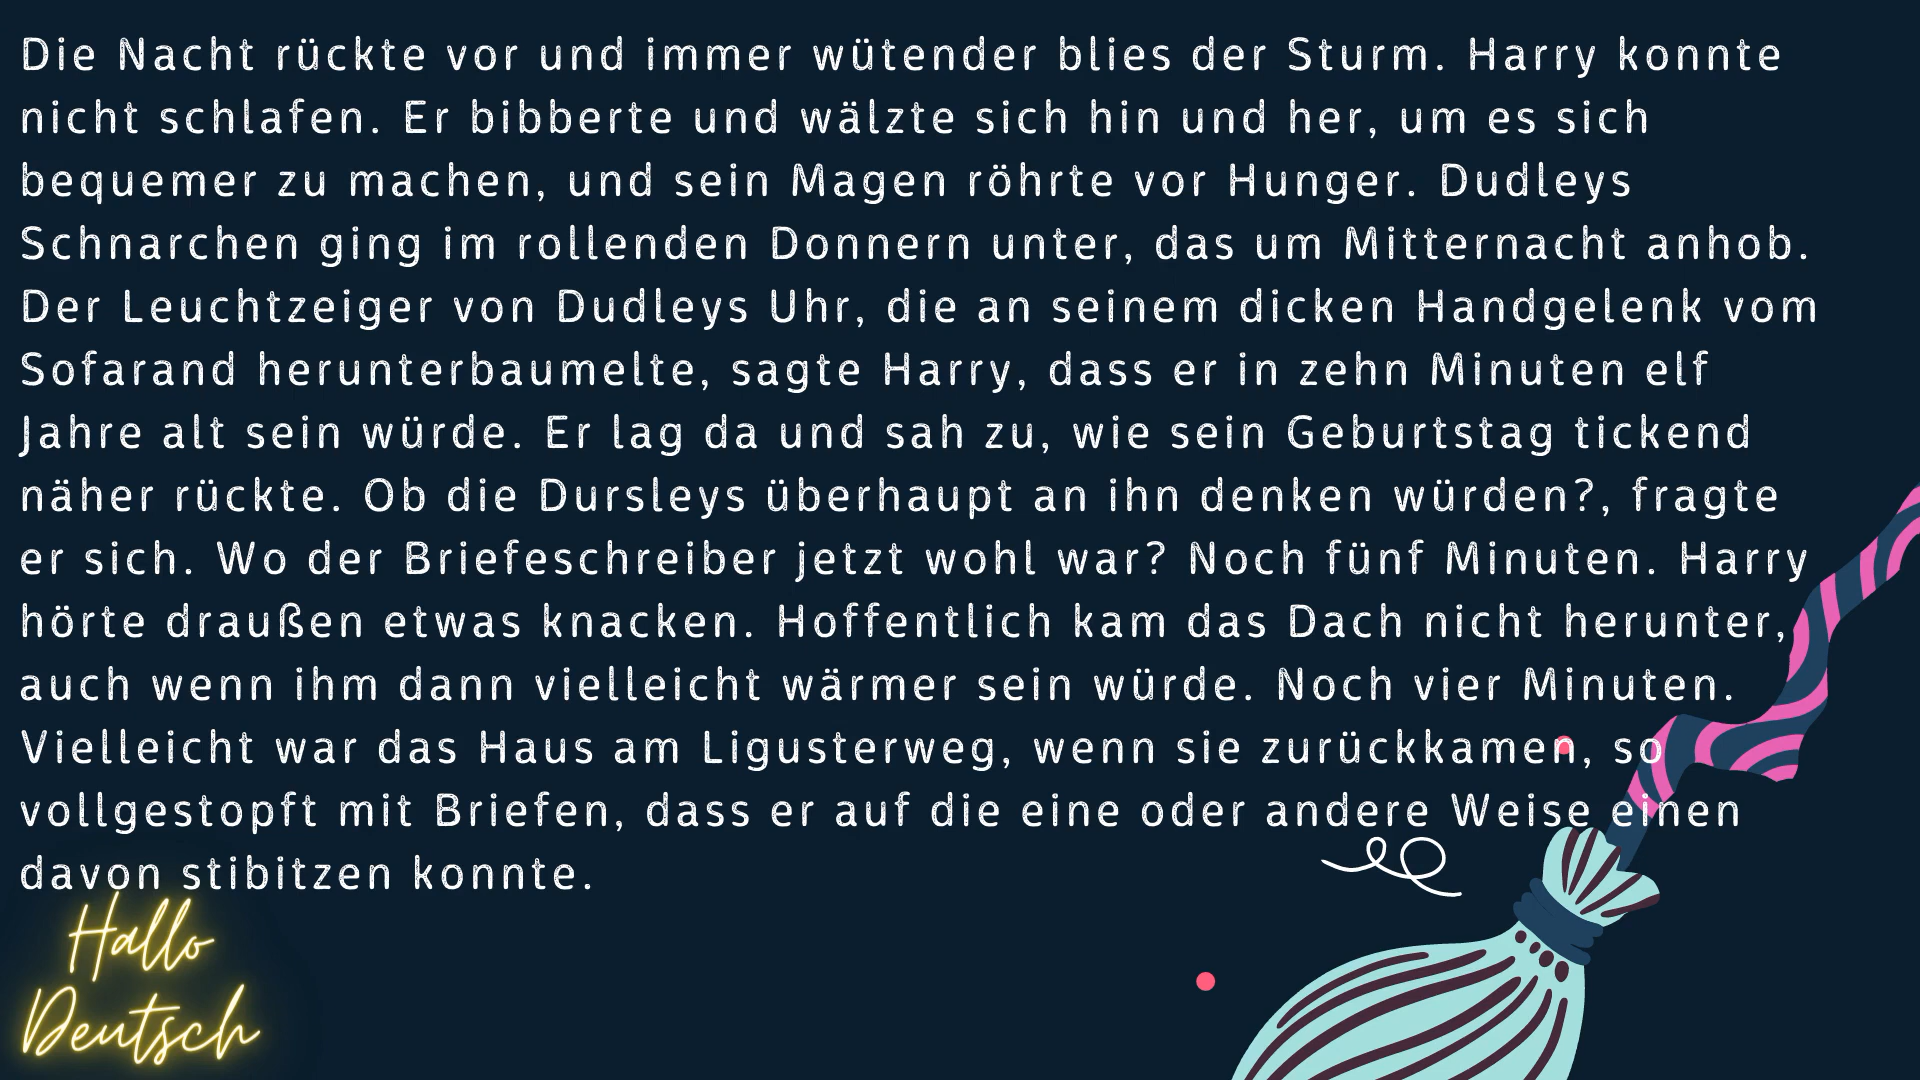 Die Nacht rückte vor und immer wütender blies der Sturm. Harry konnte
nicht schlafen. Er bibberte und wälzte sich hin und her, um es sich
bequemer zu machen, und sein Magen röhrte vor Hunger. Dudleys
Schnarchen ging im rollenden Donnern unter, das um Mitternacht anhob.
Der Leuchtzeiger von Dudleys Uhr, die an seinem dicken Handgelenk vom
Sofarand herunterbaumelte, sagte Harry, dass er in zehn Minuten elf
Jahre alt sein würde. Er lag da und sah zu, wie sein Geburtstag tickend
näher rückte. Ob die Dursleys überhaupt an ihn denken würden?, fragte
er sich. Wo der Briefeschreiber jetzt wohl war? Noch fünf Minuten. Harry
hörte draußen etwas knacken. Hoffentlich kam das Dach nicht herunter,
auch wenn ihm dann vielleicht wärmer sein würde. Noch vier Minuten.
Vielleicht war das Haus am Ligusterweg, wenn sie zurückkamen, so
vollgestopft mit Briefen, dass er auf die eine oder andere Weise einen
davon stibitzen konnte.
Hallo
Deutsch